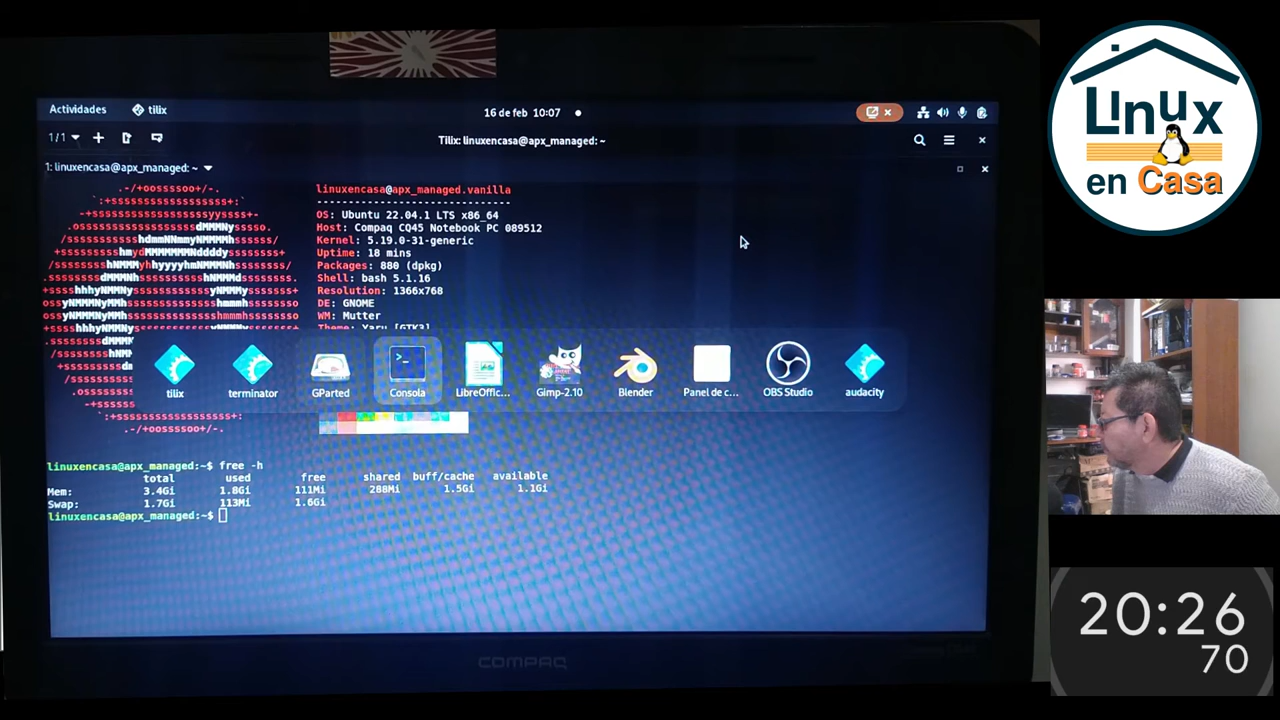 Linux
en Casa
Actividades
tilix
16 de feb 10:07
1/1
Tilix: linuxencasa@apx_managed: ~
1: linuxencasa@apx_managed: ~
linuxencasa@apx_managed.vanilla
-------------------------------
OS: Ubuntu 22.04.1 LTS x86_64
Host: Compaq CQ45 Notebook PC 089512
Kernel: 5.19.0-31-generic
Uptime: 18 mins
Packages: 880 (dpkg)
Shell: bash 5.1.16
Resolution: 1366x768
DE: GNOME
WM: Mutter
Theme: Yaru [GTK3]
tilix
terminator
GParted
Consola
LibreOffic...
Gimp-2.10
Blender
Panel de c...
OBS Studio
audacity
linuxencasa@apx_managed:~$ free -h
total used free shared buff/cache available
Mem: 3.4Gi 1.8Gi 111Mi 288Mi 1.5Gi 1.1Gi
Swap: 1.7Gi 113Mi 1.6Gi
linuxencasa@apx_managed:~$
COMPAQ
20:26
70